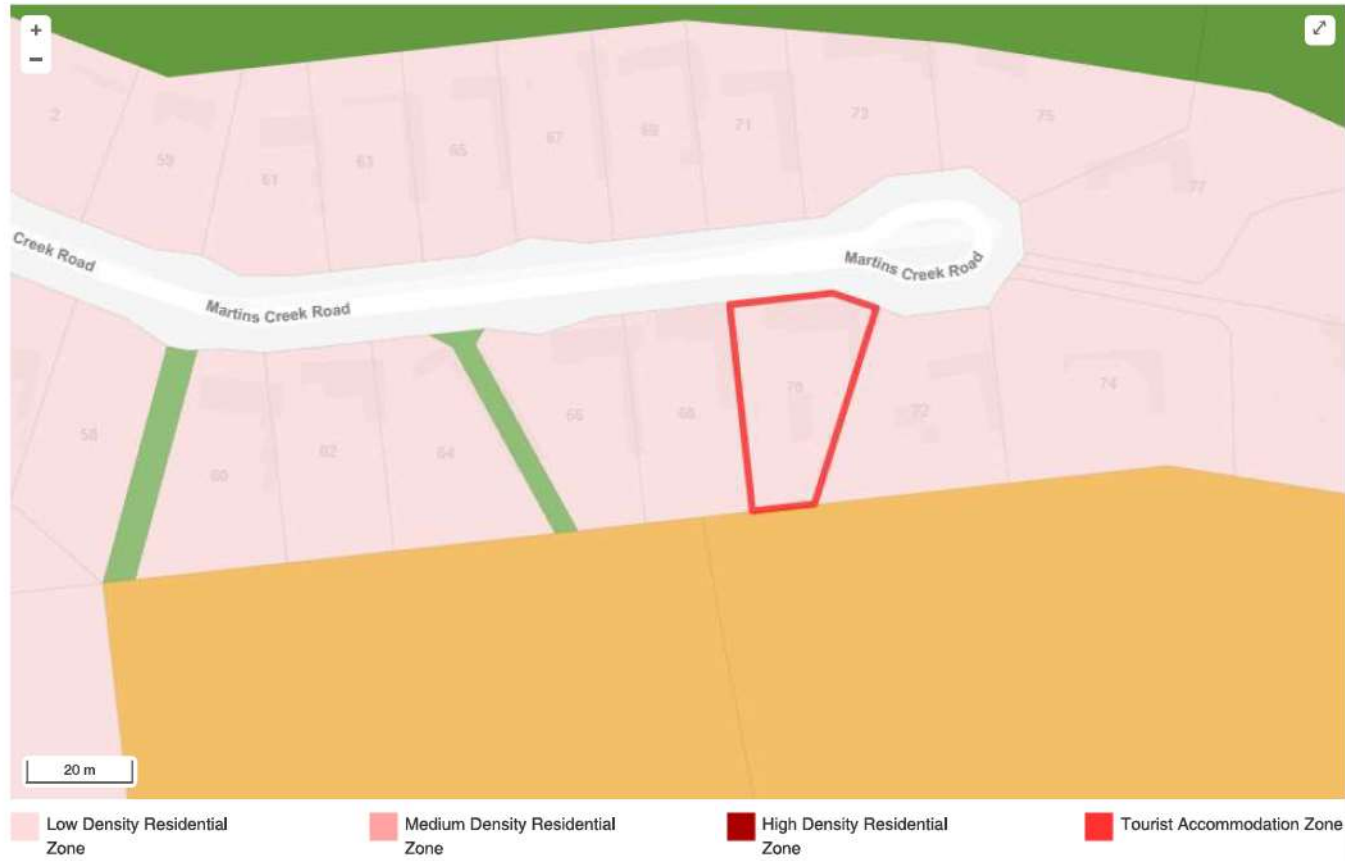 +
−
2
59
61
63
65
67
69
71
73
75
77
Creek Road
Martins Creek Road
Martins Creek Road
58
60
62
64
66
68
70
72
74
20 m
Low Density Residential
Zone
Medium Density Residential
Zone
High Density Residential
Zone
Tourist Accommodation Zone